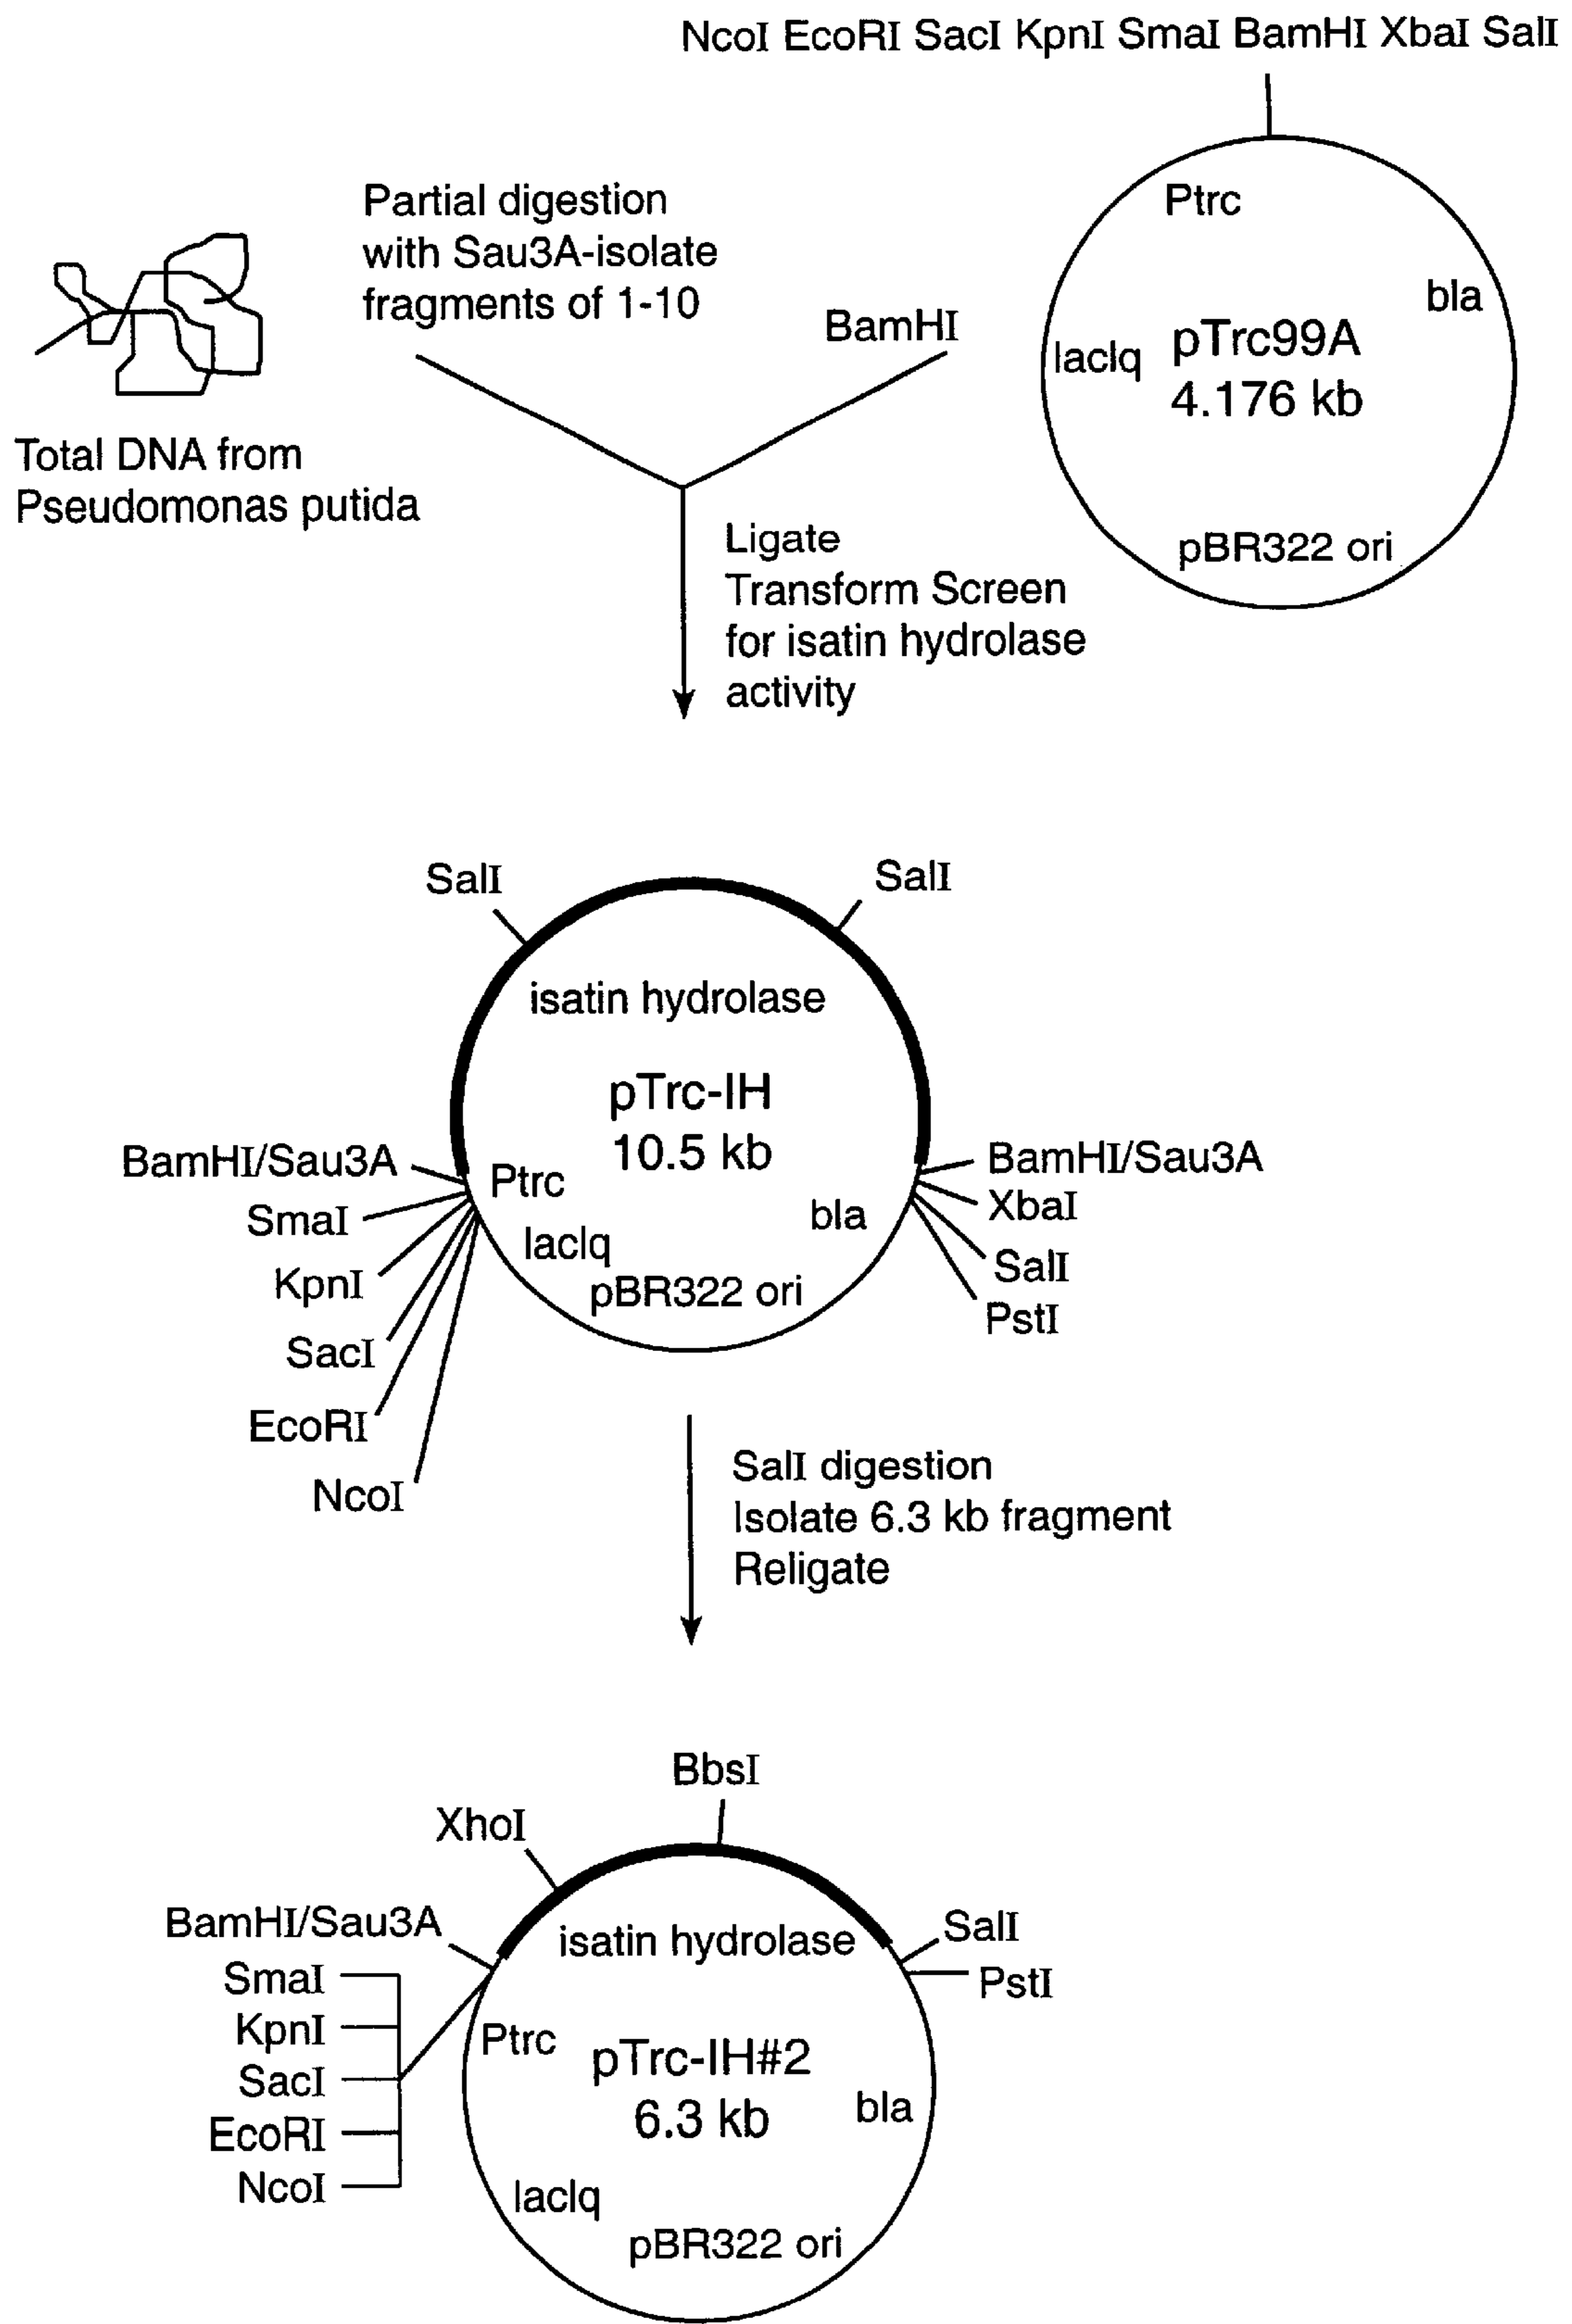 NcoI EcoRI SacI KpnI SmaI BamHI XbaI SalI
Partial digestion
with Sau3A-isolate
fragments of 1-10
BamHI
Ptrc
bla
lacIq
pTrc99A
4.176 kb
pBR322 ori
Total DNA from
Pseudomonas putida
Ligate
Transform Screen
for isatin hydrolase
activity
SalI
SalI
isatin hydrolase
pTrc-IH
10.5 kb
BamHI/Sau3A
SmaI
KpnI
SacI
EcoRI
NcoI
Ptrc
lacIq
pBR322 ori
bla
BamHI/Sau3A
XbaI
SalI
PstI
SalI digestion
Isolate 6.3 kb fragment
Religate
BbsI
XhoI
BamHI/Sau3A
SmaI
KpnI
SacI
EcoRI
NcoI
isatin hydrolase
SalI
PstI
Ptrc
pTrc-IH#2
6.3 kb
bla
lacIq
pBR322 ori